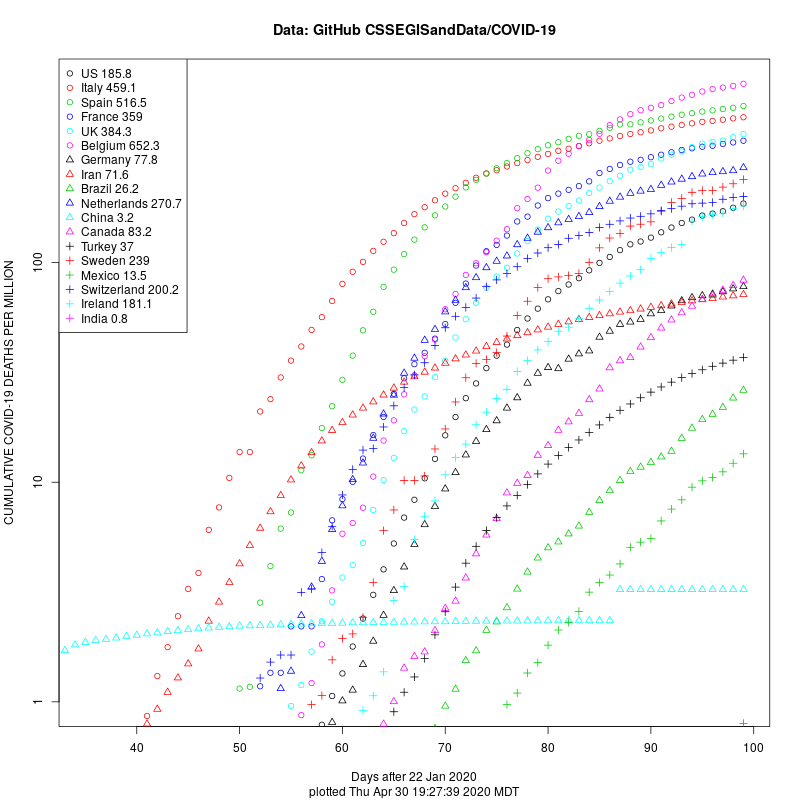 Data: GitHub CSSEGISandData/COVID-19
US 185.8
Italy 459.1
Spain 516.5
France 359
UK 384.3
Belgium 652.3
Germany 77.8
Iran 71.6
Brazil 26.2
Netherlands 270.7
China 3.2
Canada 83.2
Turkey 37
Sweden 239
Mexico 13.5
Switzerland 200.2
Ireland 181.1
India 0.8
CUMULATIVE COVID-19 DEATHS PER MILLION
100
10
1
40 50 60 70 80 90 100
Days after 22 Jan 2020
plotted Thu Apr 30 19:27:39 2020 MDT